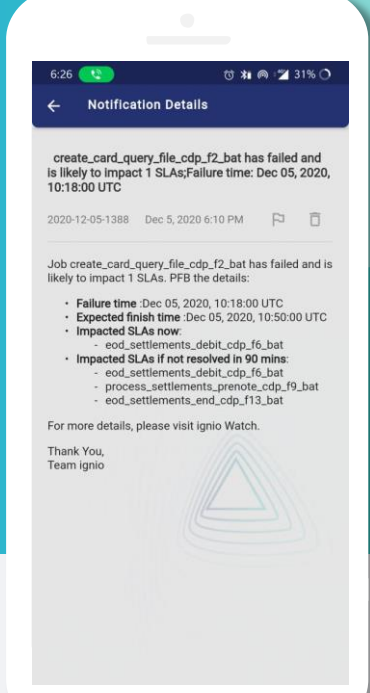 6:26 31%
Notification Details
create_card_query_file_cdp_f2_bat has failed and
is likely to impact 1 SLAs;Failure time: Dec 05, 2020,
10:18:00 UTC
2020-12-05-1388 Dec 5, 2020 6:10 PM
Job create_card_query_file_cdp_f2_bat has failed and is
likely to impact 1 SLAs. PFB the details:
• Failure time :Dec 05, 2020, 10:18:00 UTC
• Expected finish time :Dec 05, 2020, 10:50:00 UTC
• Impacted SLAs now:
- eod_settlements_debit_cdp_f6_bat
• Impacted SLAs if not resolved in 90 mins:
- eod_settlements_debit_cdp_f6_bat
- process_settlements_prenote_cdp_f9_bat
- eod_settlements_end_cdp_f13_bat
For more details, please visit ignio Watch.
Thank You,
Team ignio